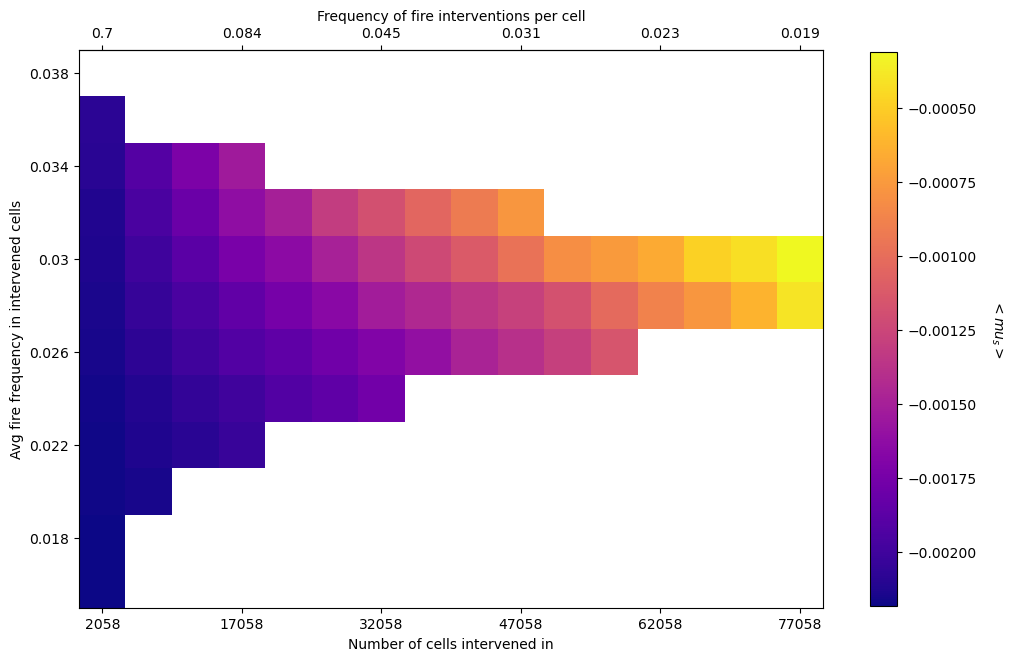 Frequency of fire interventions per cell
0.7 0.084 0.045 0.031 0.023 0.019
Avg fire frequency in intervened cells
0.038
0.034
0.03
0.026
0.022
0.018
2058 17058 32058 47058 62058 77058
Number of cells intervened in
−0.00050
−0.00075
−0.00100
−0.00125
−0.00150
−0.00175
−0.00200
< mu_s >